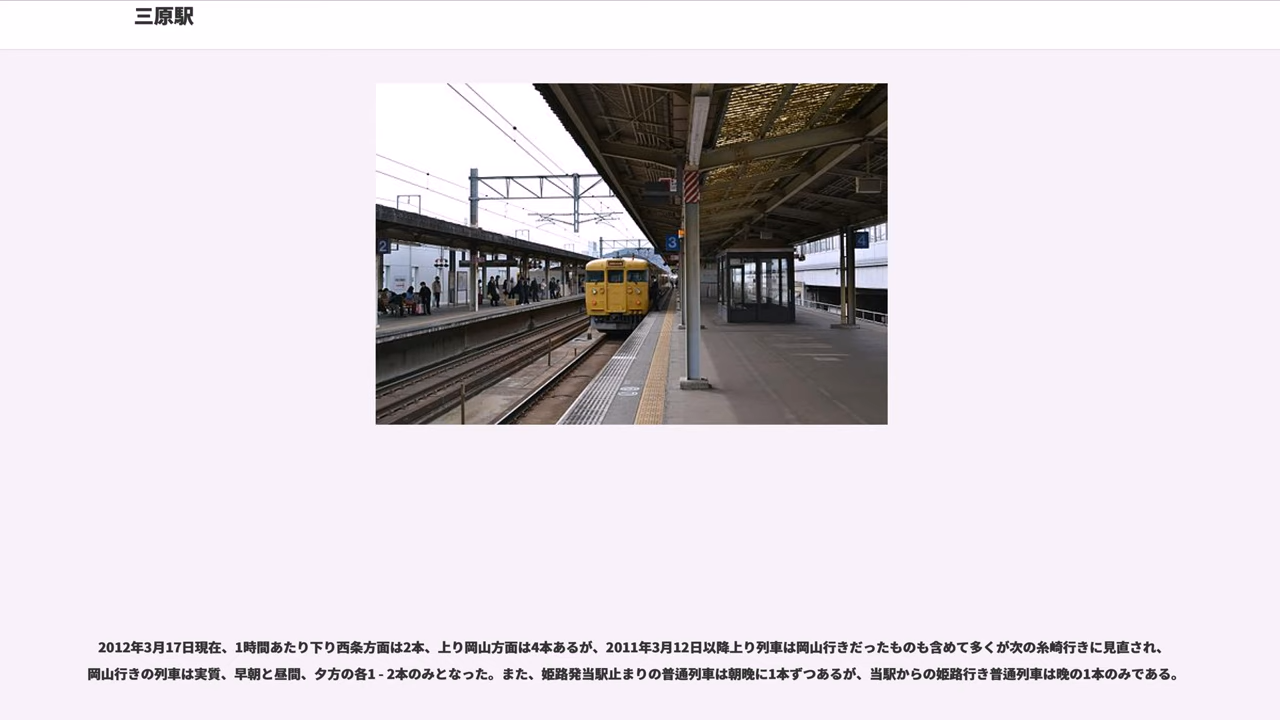 三原駅
2
3
4
2012年3月17日現在、1時間あたり下り西条方面は2本、上り岡山方面は4本あるが、2011年3月12日以降上り列車は岡山行きだったものも含めて多くが次の糸崎行きに見直され、
岡山行きの列車は実質、早朝と昼間、夕方の各1 - 2本のみとなった。また、姫路発当駅止まりの普通列車は朝晩に1本ずつあるが、当駅からの姫路行き普通列車は晩の1本のみである。